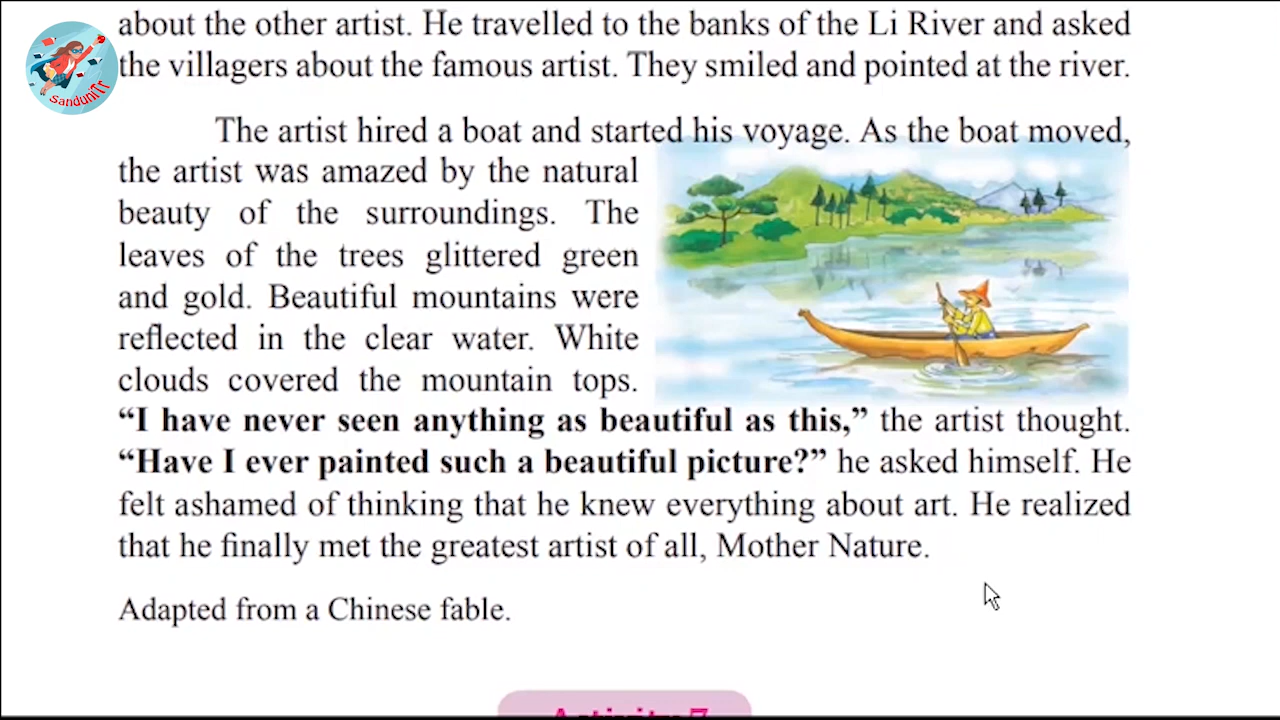 about the other artist. He travelled to the banks of the Li River and asked
the villagers about the famous artist. They smiled and pointed at the river.
The artist hired a boat and started his voyage. As the boat moved,
the artist was amazed by the natural
beauty of the surroundings. The
leaves of the trees glittered green
and gold. Beautiful mountains were
reflected in the clear water. White
clouds covered the mountain tops.
“I have never seen anything as beautiful as this,” the artist thought.
“Have I ever painted such a beautiful picture?” he asked himself. He
felt ashamed of thinking that he knew everything about art. He realized
that he finally met the greatest artist of all, Mother Nature.
Adapted from a Chinese fable.
Activity 7
SanduniTr